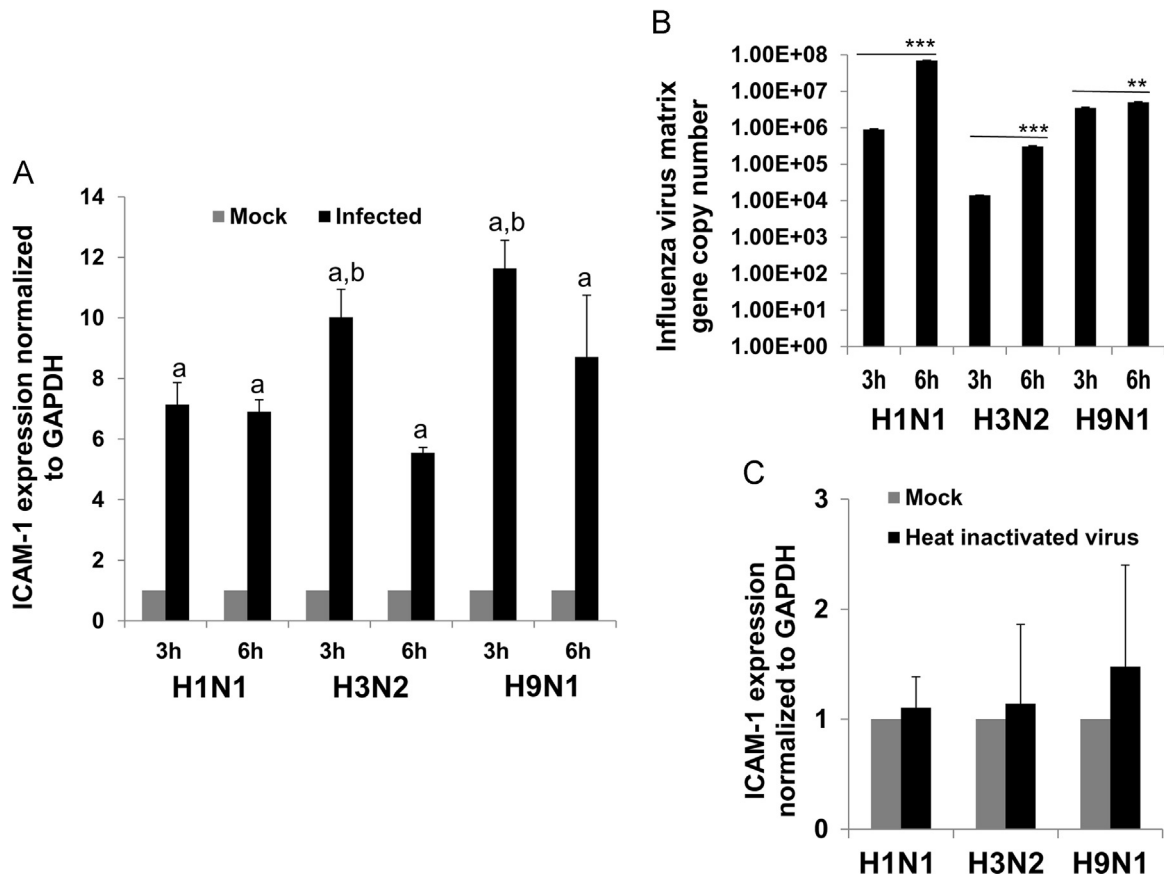 A
ICAM-1 expression normalized
to GAPDH
14
12
10
8
6
4
2
0
Mock Infected
a a a,b a a,b a
3h 6h 3h 6h 3h 6h
H1N1 H3N2 H9N1
B
Influenza virus matrix
gene copy number
1.00E+08
1.00E+07
1.00E+06
1.00E+05
1.00E+04
1.00E+03
1.00E+02
1.00E+01
1.00E+00
*** *** **
3h 6h 3h 6h 3h 6h
H1N1 H3N2 H9N1
C
ICAM-1 expression
normalized to GAPDH
3
2
1
0
Mock
Heat inactivated virus
H1N1 H3N2 H9N1